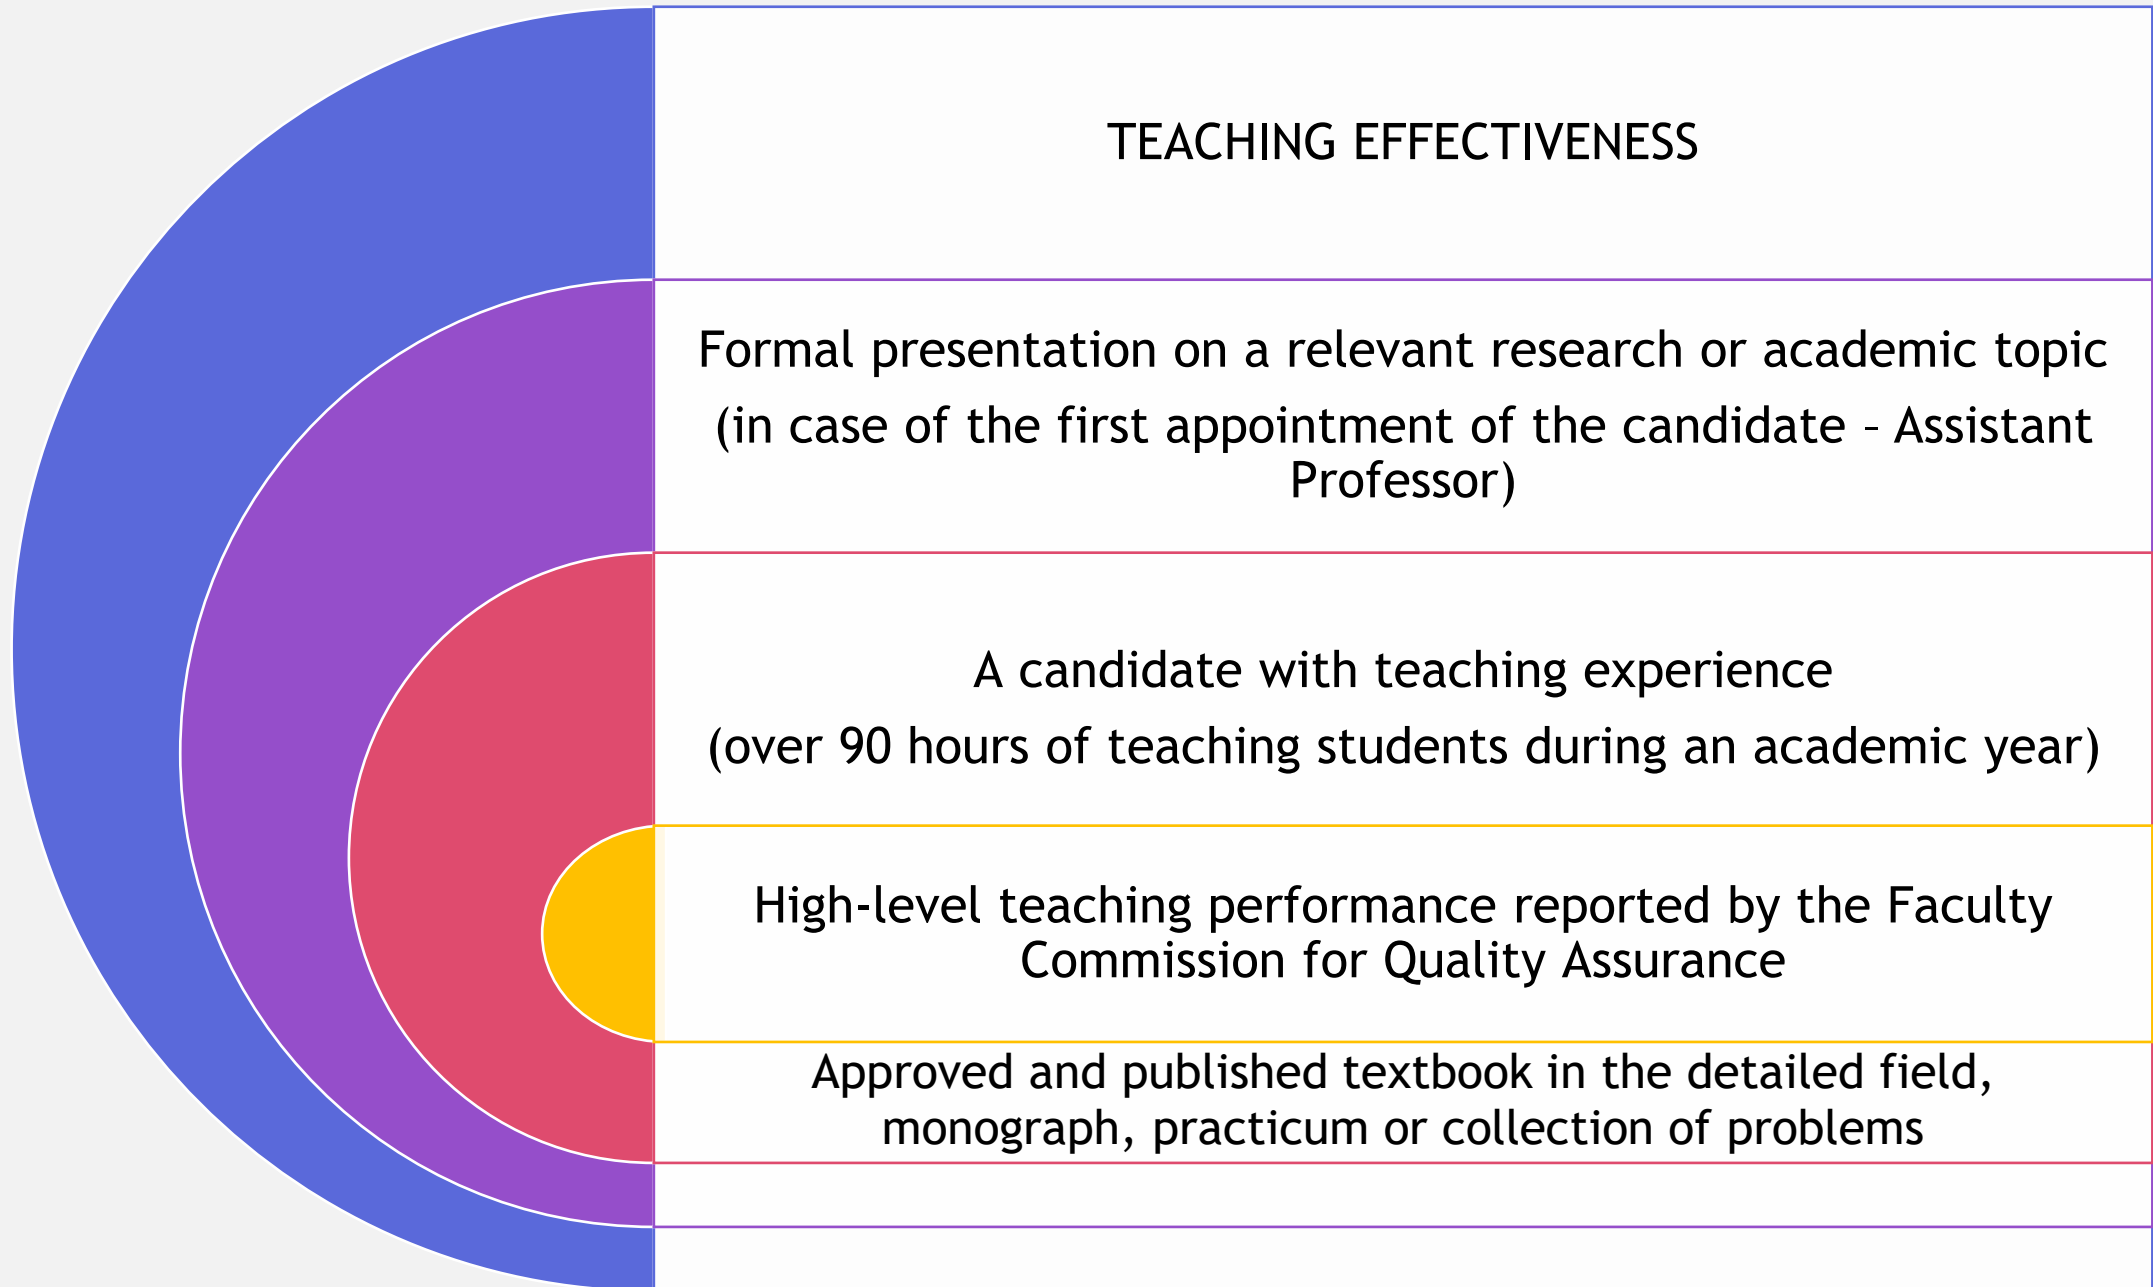 TEACHING EFFECTIVENESS
Formal presentation on a relevant research or academic topic
(in case of the first appointment of the candidate – Assistant
Professor)
A candidate with teaching experience
(over 90 hours of teaching students during an academic year)
High-level teaching performance reported by the Faculty
Commission for Quality Assurance
Approved and published textbook in the detailed field,
monograph, practicum or collection of problems